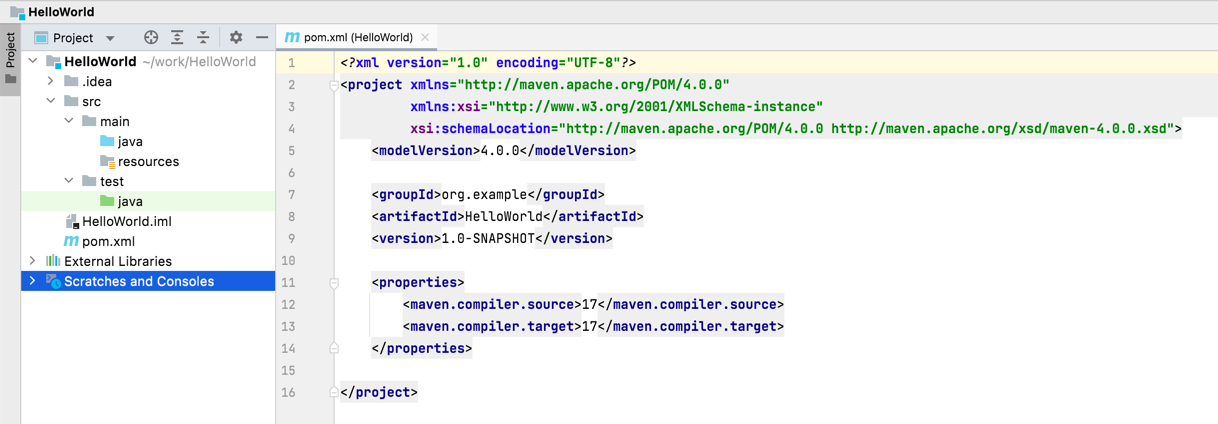 HelloWorld
Project
Project
HelloWorld ~/work/HelloWorld
.idea
src
main
java
resources
test
java
HelloWorld.iml
pom.xml
External Libraries
Scratches and Consoles
pom.xml (HelloWorld)
1 <?xml version="1.0" encoding="UTF-8"?>
2 <project xmlns="http://maven.apache.org/POM/4.0.0"
3 xmlns:xsi="http://www.w3.org/2001/XMLSchema-instance"
4 xsi:schemaLocation="http://maven.apache.org/POM/4.0.0 http://maven.apache.org/xsd/maven-4.0.0.xsd">
5 <modelVersion>4.0.0</modelVersion>
6
7 <groupId>org.example</groupId>
8 <artifactId>HelloWorld</artifactId>
9 <version>1.0-SNAPSHOT</version>
10
11 <properties>
12 <maven.compiler.source>17</maven.compiler.source>
13 <maven.compiler.target>17</maven.compiler.target>
14 </properties>
15
16 </project>